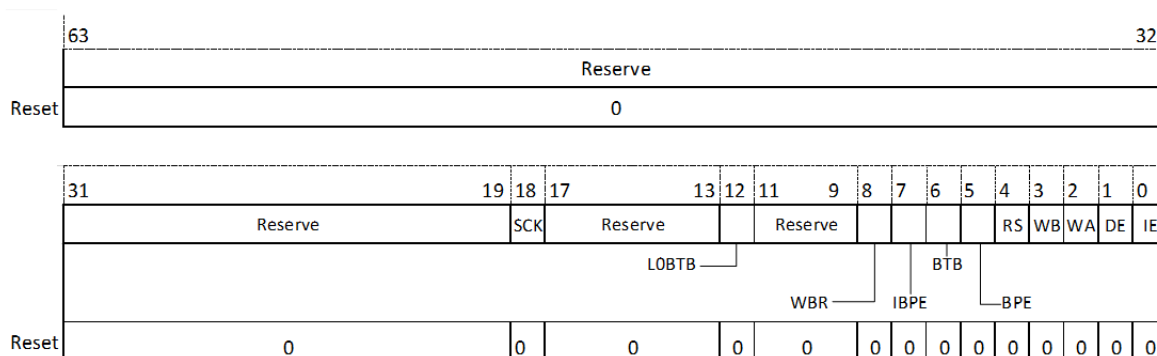 63 32
Reserve
Reset 0
31 19 18 17 13 12 11 9 8 7 6 5 4 3 2 1 0
Reserve SCK Reserve Reserve RS WB WA DE IE
L0BTB BTB
WBR IBPE BPE
Reset 0 0 0 0 0 0 0 0 0 0 0 0 0 0